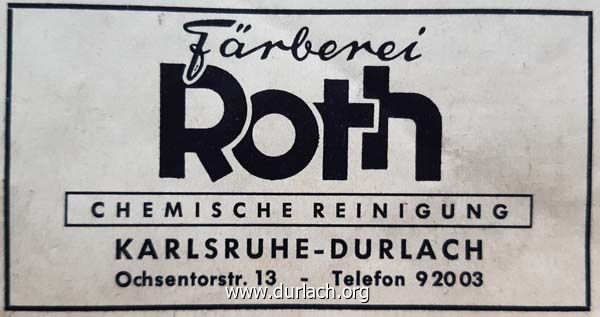 Färberei
Roth
CHEMISCHE REINIGUNG
KARLSRUHE-DURLACH
Ochsentorstr. 13 - Telefon 92003
www.durlach.org